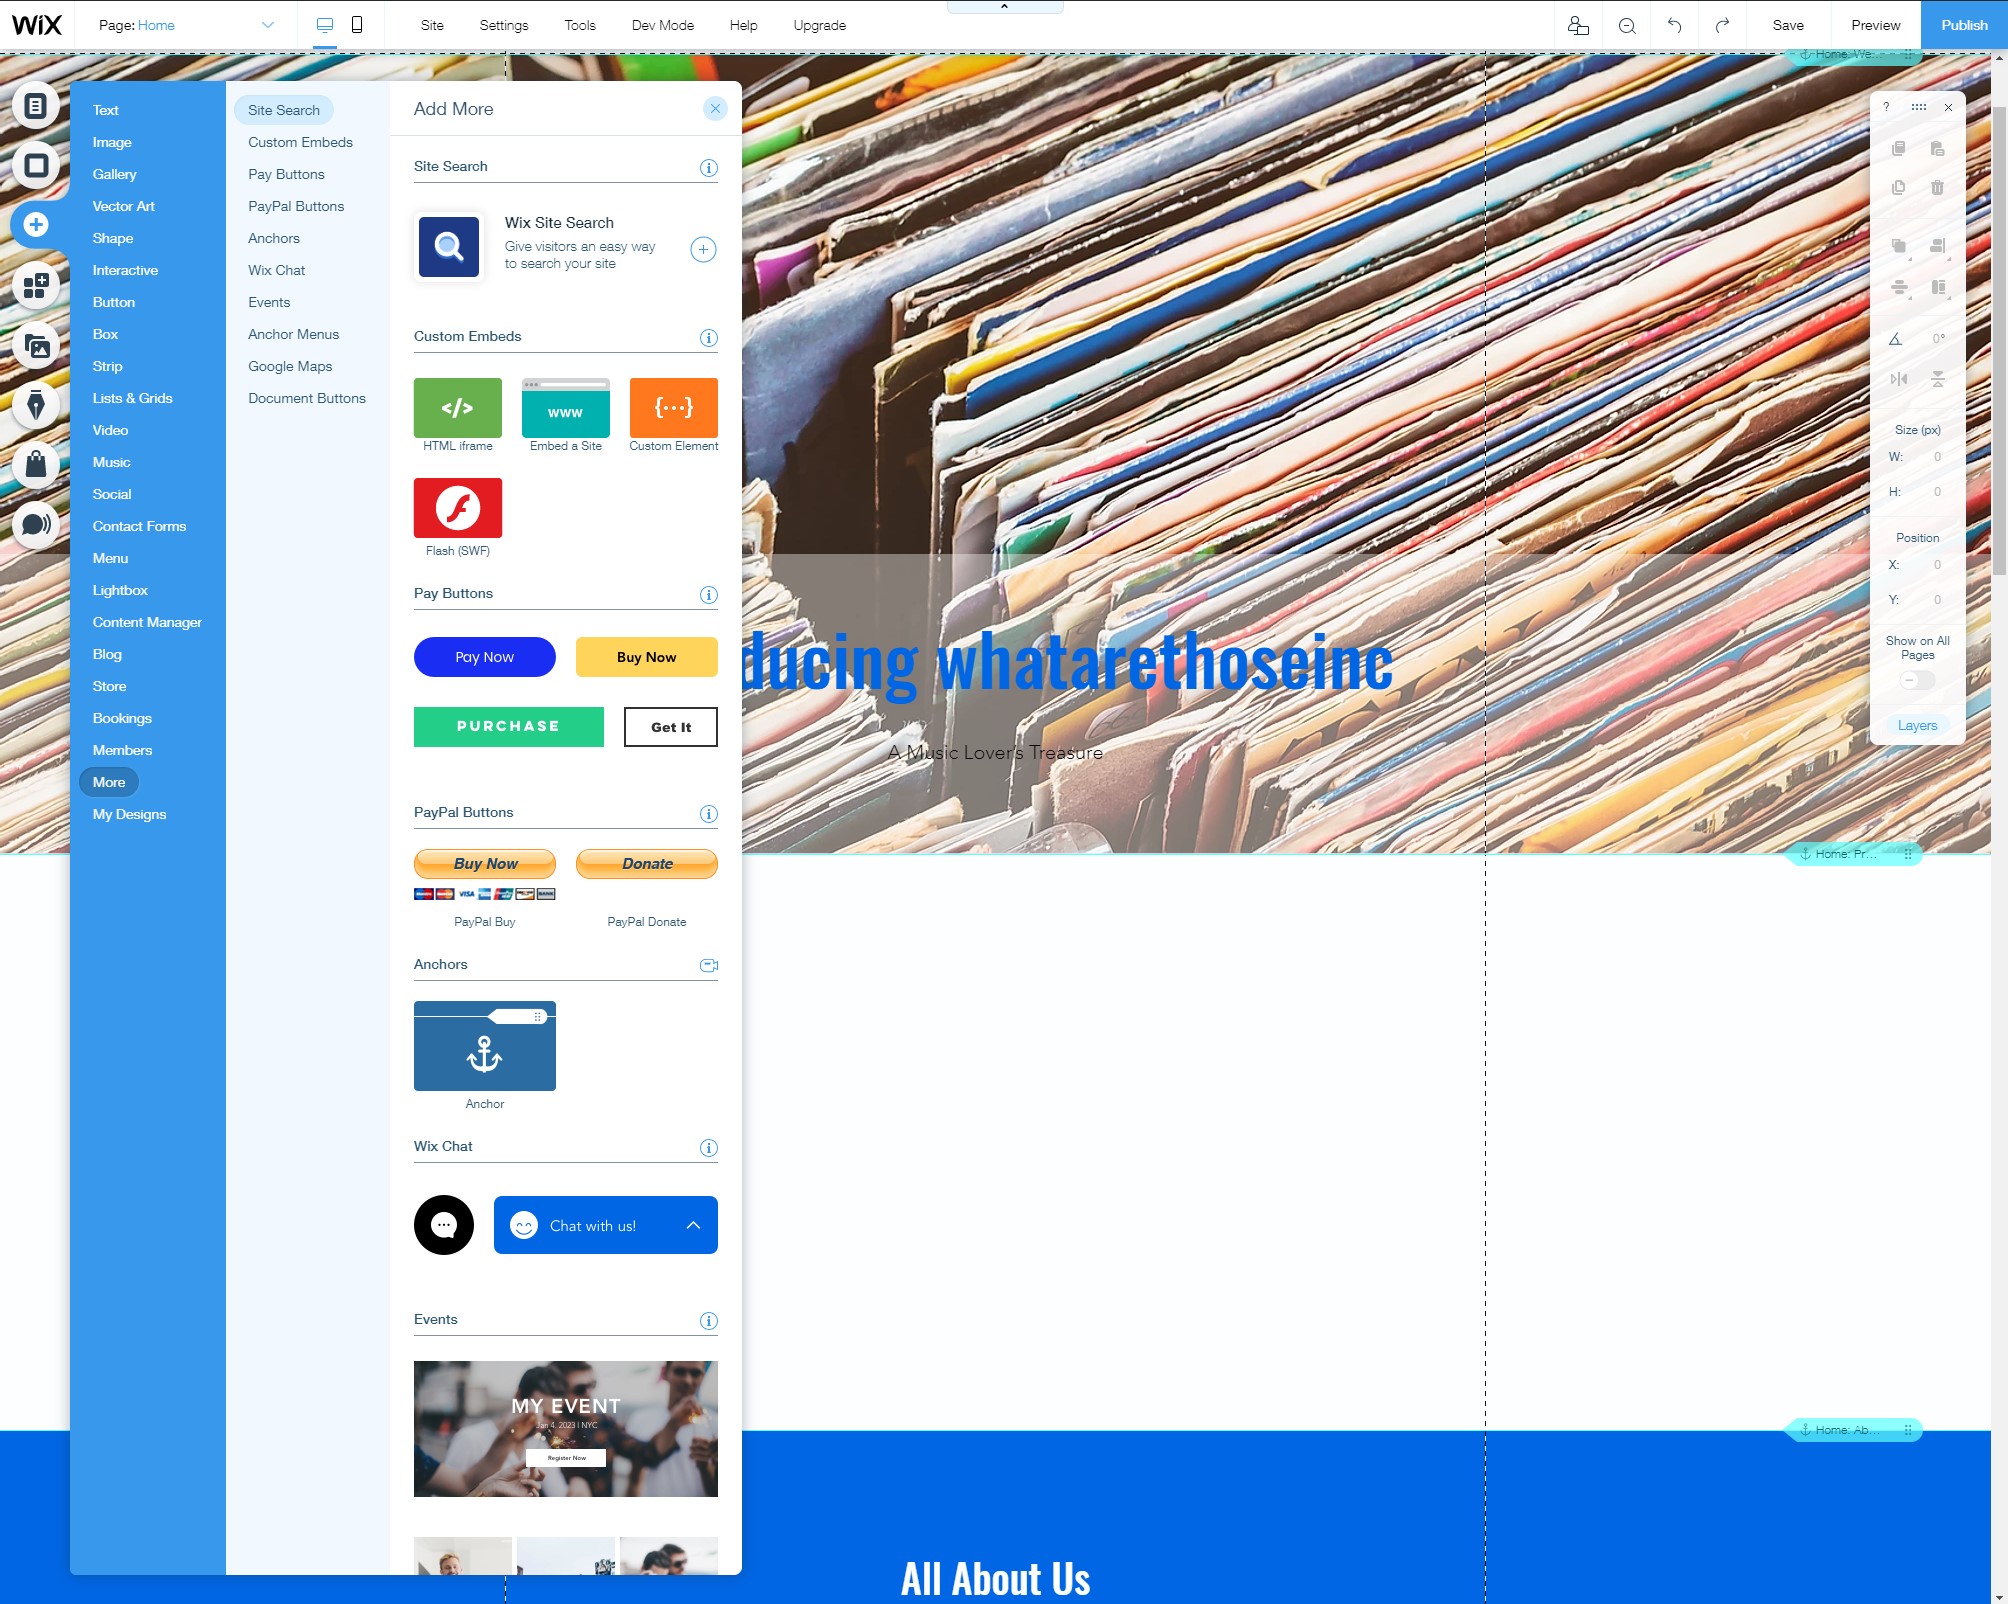 WiX
Page: Home
Site
Settings
Tools
Dev Mode
Help
Upgrade
Save
Preview
Publish
Home: We...
Text
Image
Gallery
Vector Art
Shape
Interactive
Button
Box
Strip
Lists & Grids
Video
Music
Social
Contact Forms
Menu
Lightbox
Content Manager
Blog
Store
Bookings
Members
More
My Designs
Site Search
Custom Embeds
Pay Buttons
PayPal Buttons
Anchors
Wix Chat
Events
Anchor Menus
Google Maps
Document Buttons
Add More
Site Search
Wix Site Search
Give visitors an easy way
to search your site
Custom Embeds
</>
www
{···}
HTML iframe
Embed a Site
Custom Element
Flash (SWF)
Pay Buttons
Pay Now
Buy Now
PURCHASE
Get It
PayPal Buttons
Buy Now
Donate
VISA
PayPal Buy
PayPal Donate
Anchors
Anchor
Wix Chat
Chat with us!
Events
MY EVENT
Jan 4, 2023 | NYC
Register Now
ducing whatarethoseinc
A Music Lover's Treasure
Home: Pr...
Home: Ab...
All About Us
?
0°
Size (px)
W: 0
H: 0
Position
X: 0
Y: 0
Show on All
Pages
Layers